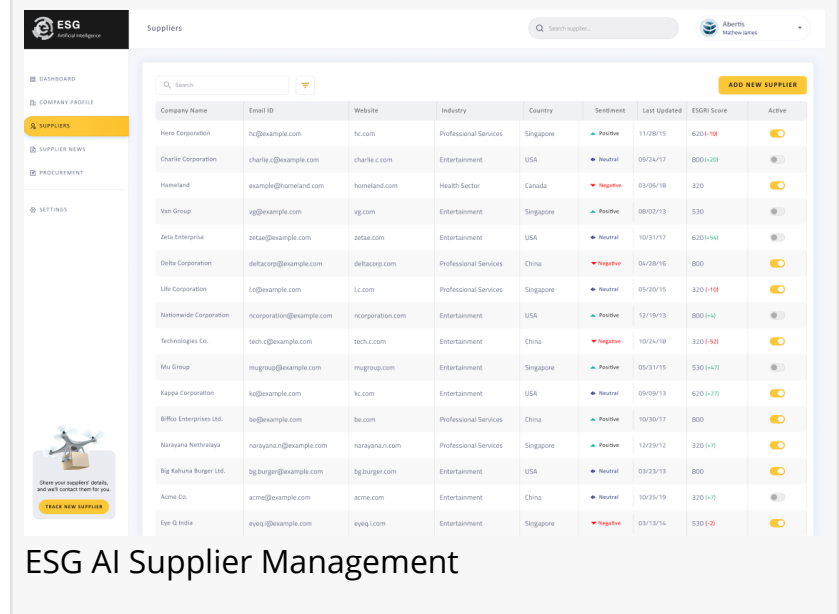 ESG
Artificial Intelligence
Suppliers
Search supplier...
Abertis
Mathew James
DASHBOARD
COMPANY PROFILE
SUPPLIERS
SUPPLIER NEWS
PROCUREMENT
SETTINGS
Share your suppliers' details,
and we'll contact them for you.
TRACK NEW SUPPLIER
Search
ADD NEW SUPPLIER
Company Name Email ID Website Industry Country Sentiment Last Updated ESGRI Score Active
Hero Corporation hc@example.com hc.com Professional Services Singapore Positive 11/28/15 620 (-10)
Charlie Corporation charlie.c@example.com charlie.c.com Entertainment USA Neutral 09/24/17 800 (+20)
Homeland example@homeland.com homeland.com Health Sector Canada Negative 03/06/18 320
Van Group vg@example.com vg.com Entertainment Singapore Positive 08/02/13 530
Zeta Enterprise zetae@example.com zetae.com Entertainment USA Neutral 10/31/17 620 (+54)
Delta Corporation deltacorp@example.com deltacorp.com Professional Services China Negative 04/28/16 800
Life Corporation l.c@example.com l.c.com Professional Services Singapore Neutral 05/20/15 320 (-10)
Nationwide Corporation ncorporation@example.com ncorporation.com Entertainment USA Positive 12/19/13 800 (+4)
Technologies Co. tech.c@example.com tech.c.com Entertainment China Negative 10/24/18 320 (-52)
Mu Group mugroup@example.com mugroup.com Entertainment Singapore Positive 05/31/15 530 (+47)
Kappa Corporation kc@example.com kc.com Entertainment USA Neutral 09/09/13 620 (+27)
Biffco Enterprises Ltd. be@example.com be.com Professional Services China Positive 10/30/17 800
Narayana Nethralaya narayana.n@example.com narayana.n.com Professional Services Singapore Positive 12/29/12 320 (+7)
Big Kahuna Burger Ltd. bg.burger@example.com bg.burger.com Entertainment USA Neutral 03/23/13 800
Acme Co. acme@example.com acme.com Entertainment China Neutral 10/25/19 320 (+7)
Eye Q India eyeq.i@example.com eyeq.i.com Entertainment Singapore Negative 03/13/14 530 (-2)
ESG AI Supplier Management